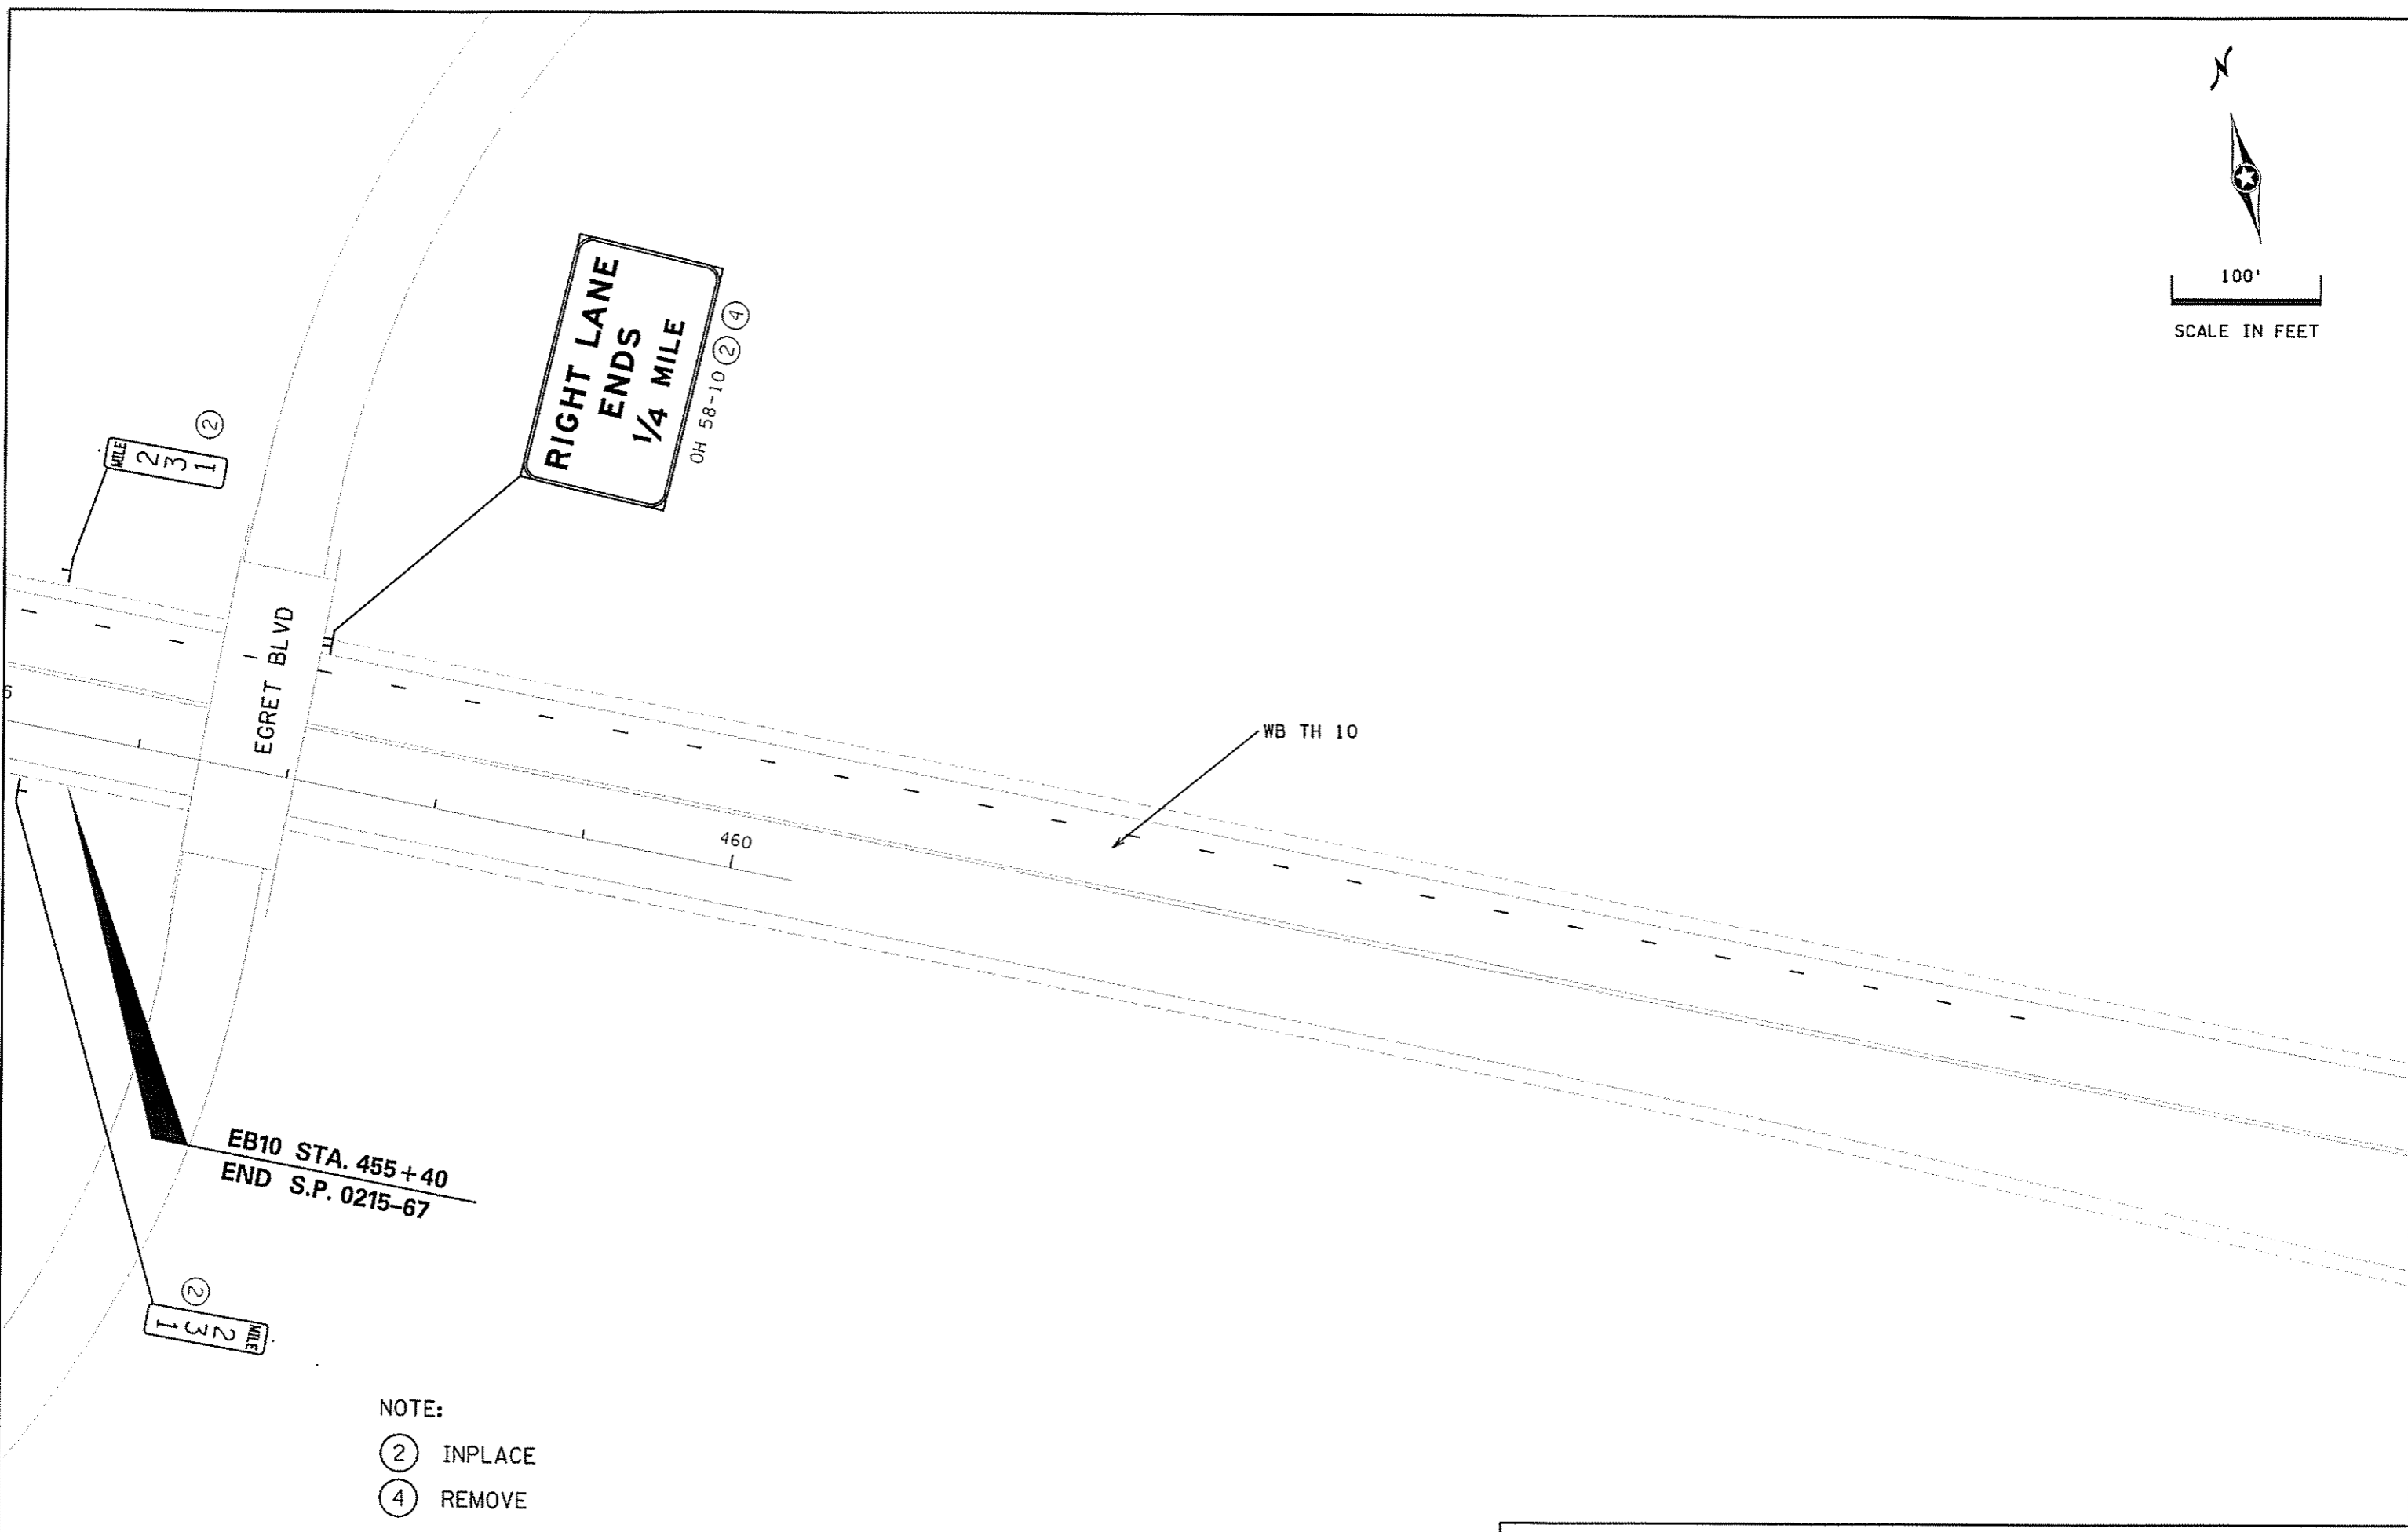 N
100'
SCALE IN FEET
RIGHT LANE
ENDS
1/4 MILE
OH 58-10 2 4
MILE
2
3
1
2
EGRET BLVD
WB TH 10
460
EB10 STA. 455+40
END S.P. 0215-67
2
MILE
2
3
1
NOTE:
2 INPLACE
4 REMOVE